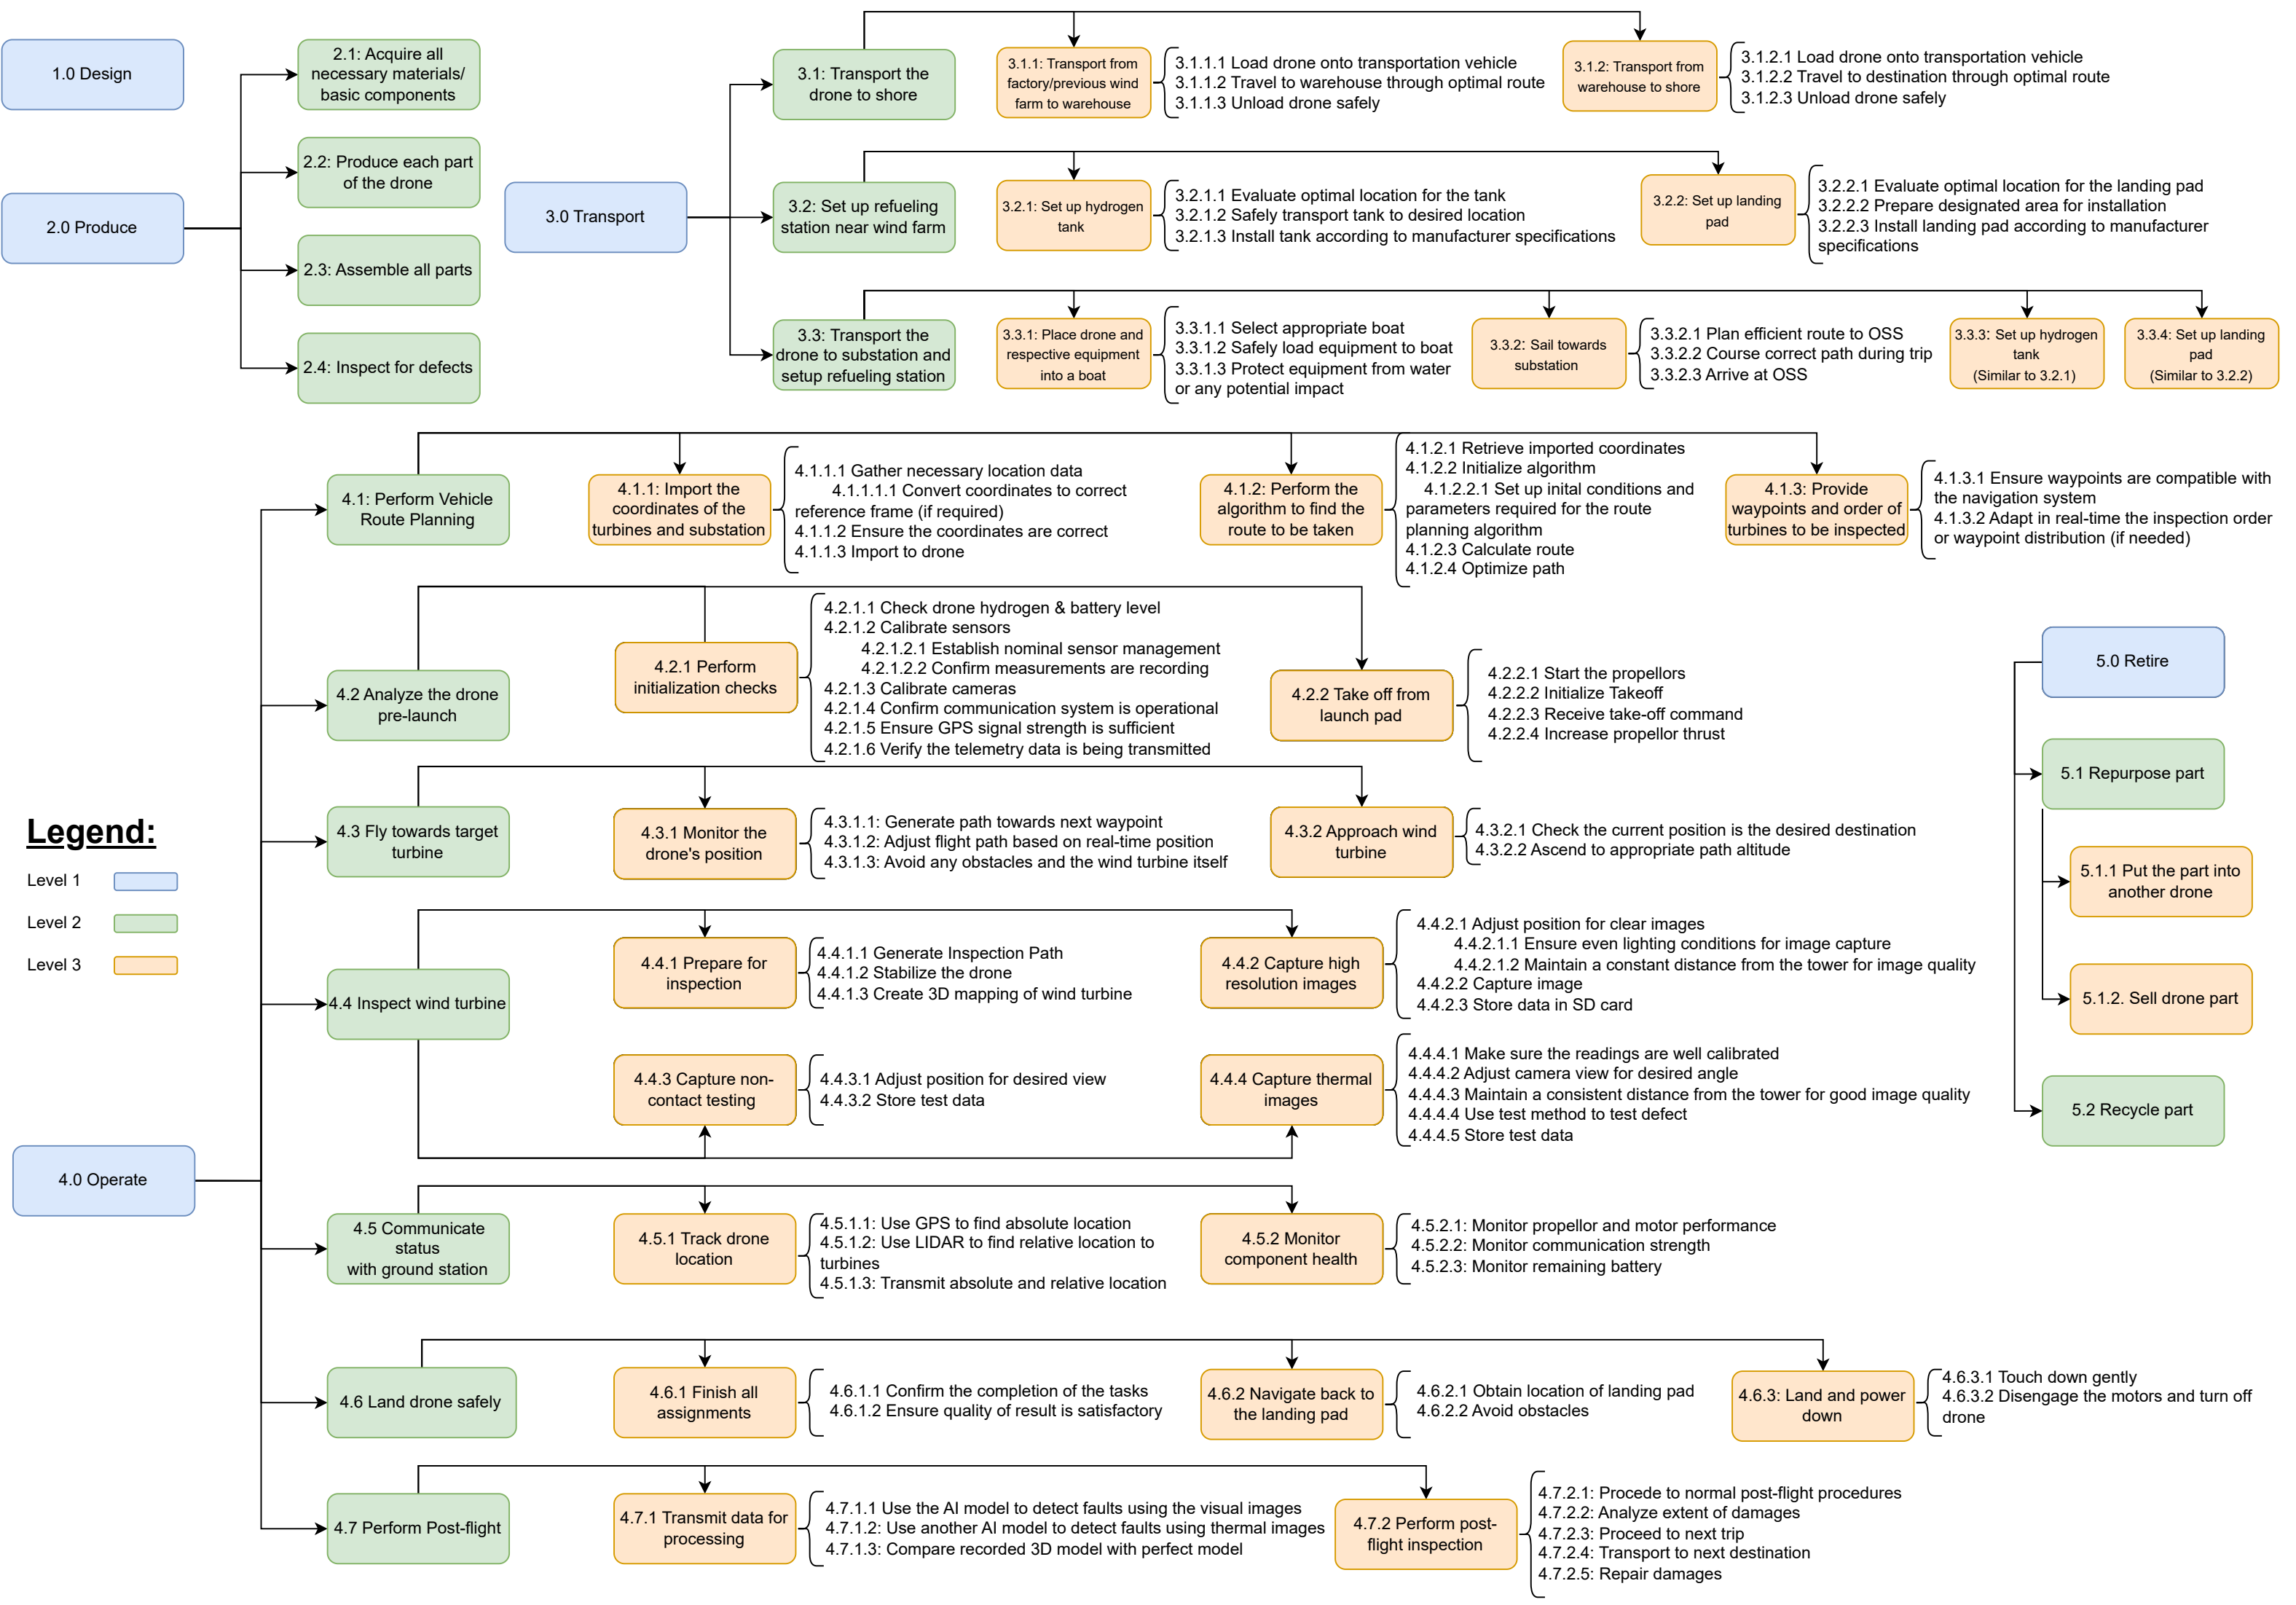 1.0 Design
2.0 Produce
2.1: Acquire all
necessary materials/
basic components
2.2: Produce each part
of the drone
2.3: Assemble all parts
2.4: Inspect for defects
3.0 Transport
3.1: Transport the
drone to shore
3.1.1: Transport from
factory/previous wind
farm to warehouse
3.1.1.1 Load drone onto transportation vehicle
3.1.1.2 Travel to warehouse through optimal route
3.1.1.3 Unload drone safely
3.1.2: Transport from
warehouse to shore
3.1.2.1 Load drone onto transportation vehicle
3.1.2.2 Travel to destination through optimal route
3.1.2.3 Unload drone safely
3.2: Set up refueling
station near wind farm
3.2.1: Set up hydrogen
tank
3.2.1.1 Evaluate optimal location for the tank
3.2.1.2 Safely transport tank to desired location
3.2.1.3 Install tank according to manufacturer specifications
3.2.2: Set up landing
pad
3.2.2.1 Evaluate optimal location for the landing pad
3.2.2.2 Prepare designated area for installation
3.2.2.3 Install landing pad according to manufacturer
specifications
3.3: Transport the
drone to substation and
setup refueling station
3.3.1: Place drone and
respective equipment
into a boat
3.3.1.1 Select appropriate boat
3.3.1.2 Safely load equipment to boat
3.3.1.3 Protect equipment from water
or any potential impact
3.3.2: Sail towards
substation
3.3.2.1 Plan efficient route to OSS
3.3.2.2 Course correct path during trip
3.3.2.3 Arrive at OSS
3.3.3: Set up hydrogen
tank
(Similar to 3.2.1)
3.3.4: Set up landing
pad
(Similar to 3.2.2)
4.0 Operate
4.1: Perform Vehicle
Route Planning
4.1.1: Import the
coordinates of the
turbines and substation
4.1.1.1 Gather necessary location data
4.1.1.1.1 Convert coordinates to correct
reference frame (if required)
4.1.1.2 Ensure the coordinates are correct
4.1.1.3 Import to drone
4.1.2: Perform the
algorithm to find the
route to be taken
4.1.2.1 Retrieve imported coordinates
4.1.2.2 Initialize algorithm
4.1.2.2.1 Set up inital conditions and
parameters required for the route
planning algorithm
4.1.2.3 Calculate route
4.1.2.4 Optimize path
4.1.3: Provide
waypoints and order of
turbines to be inspected
4.1.3.1 Ensure waypoints are compatible with
the navigation system
4.1.3.2 Adapt in real-time the inspection order
or waypoint distribution (if needed)
4.2 Analyze the drone
pre-launch
4.2.1 Perform
initialization checks
4.2.1.1 Check drone hydrogen & battery level
4.2.1.2 Calibrate sensors
4.2.1.2.1 Establish nominal sensor management
4.2.1.2.2 Confirm measurements are recording
4.2.1.3 Calibrate cameras
4.2.1.4 Confirm communication system is operational
4.2.1.5 Ensure GPS signal strength is sufficient
4.2.1.6 Verify the telemetry data is being transmitted
4.2.2 Take off from
launch pad
4.2.2.1 Start the propellors
4.2.2.2 Initialize Takeoff
4.2.2.3 Receive take-off command
4.2.2.4 Increase propellor thrust
4.3 Fly towards target
turbine
4.3.1 Monitor the
drone's position
4.3.1.1: Generate path towards next waypoint
4.3.1.2: Adjust flight path based on real-time position
4.3.1.3: Avoid any obstacles and the wind turbine itself
4.3.2 Approach wind
turbine
4.3.2.1 Check the current position is the desired destination
4.3.2.2 Ascend to appropriate path altitude
4.4 Inspect wind turbine
4.4.1 Prepare for
inspection
4.4.1.1 Generate Inspection Path
4.4.1.2 Stabilize the drone
4.4.1.3 Create 3D mapping of wind turbine
4.4.2 Capture high
resolution images
4.4.2.1 Adjust position for clear images
4.4.2.1.1 Ensure even lighting conditions for image capture
4.4.2.1.2 Maintain a constant distance from the tower for image quality
4.4.2.2 Capture image
4.4.2.3 Store data in SD card
4.4.3 Capture non-
contact testing
4.4.3.1 Adjust position for desired view
4.4.3.2 Store test data
4.4.4 Capture thermal
images
4.4.4.1 Make sure the readings are well calibrated
4.4.4.2 Adjust camera view for desired angle
4.4.4.3 Maintain a consistent distance from the tower for good image quality
4.4.4.4 Use test method to test defect
4.4.4.5 Store test data
4.5 Communicate
status
with ground station
4.5.1 Track drone
location
4.5.1.1: Use GPS to find absolute location
4.5.1.2: Use LIDAR to find relative location to
turbines
4.5.1.3: Transmit absolute and relative location
4.5.2 Monitor
component health
4.5.2.1: Monitor propellor and motor performance
4.5.2.2: Monitor communication strength
4.5.2.3: Monitor remaining battery
4.6 Land drone safely
4.6.1 Finish all
assignments
4.6.1.1 Confirm the completion of the tasks
4.6.1.2 Ensure quality of result is satisfactory
4.6.2 Navigate back to
the landing pad
4.6.2.1 Obtain location of landing pad
4.6.2.2 Avoid obstacles
4.6.3: Land and power
down
4.6.3.1 Touch down gently
4.6.3.2 Disengage the motors and turn off
drone
4.7 Perform Post-flight
4.7.1 Transmit data for
processing
4.7.1.1 Use the AI model to detect faults using the visual images
4.7.1.2: Use another AI model to detect faults using thermal images
4.7.1.3: Compare recorded 3D model with perfect model
4.7.2 Perform post-
flight inspection
4.7.2.1: Procede to normal post-flight procedures
4.7.2.2: Analyze extent of damages
4.7.2.3: Proceed to next trip
4.7.2.4: Transport to next destination
4.7.2.5: Repair damages
5.0 Retire
5.1 Repurpose part
5.1.1 Put the part into
another drone
5.1.2. Sell drone part
5.2 Recycle part
Legend:
Level 1
Level 2
Level 3